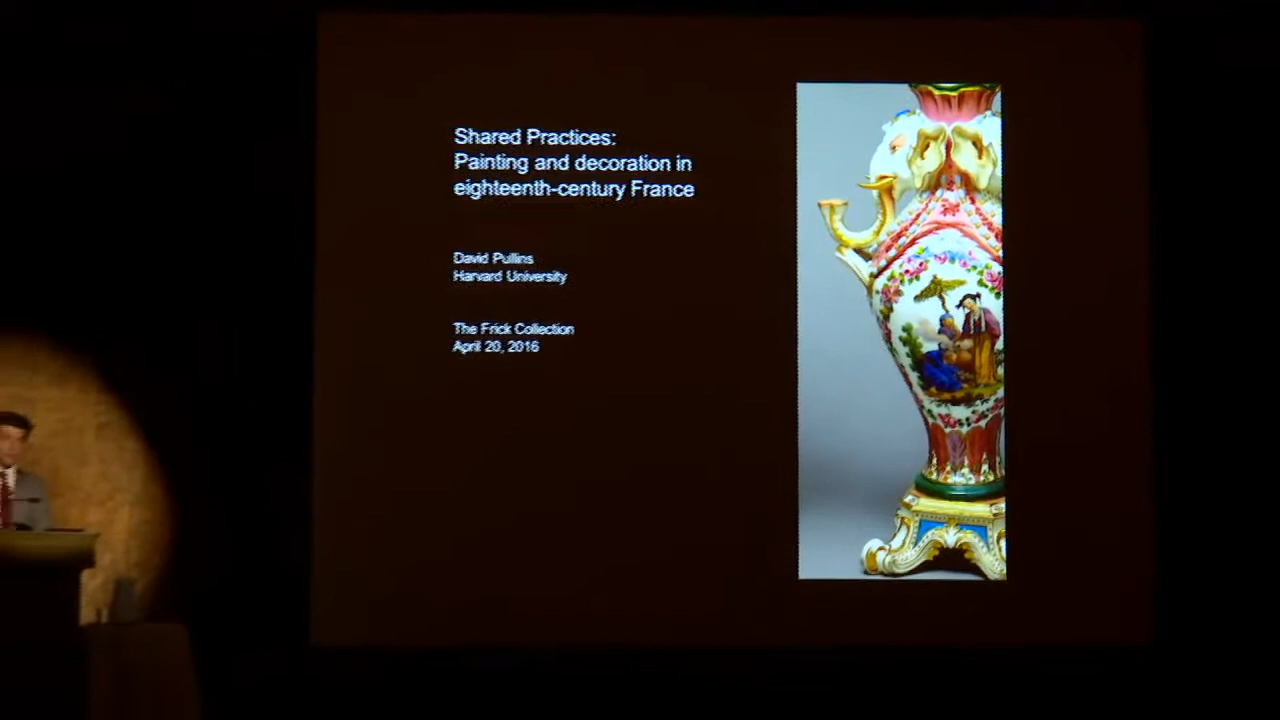 Shared Practices:
Painting and decoration in
eighteenth-century France
David Pullins
Harvard University
The Frick Collection
April 20, 2016